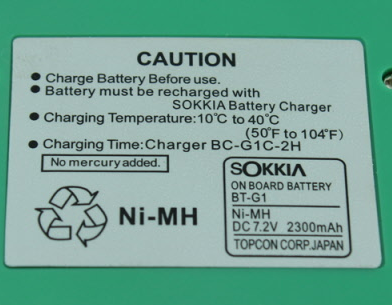 CAUTION
● Charge Battery Before use.
● Battery must be recharged with
SOKKIA Battery Charger
● Charging Temperature:10°C to 40°C
(50°F to 104°F)
● Charging Time:Charger BC-G1C-2H
No mercury added.
Ni-MH
SOKKIA
ON BOARD BATTERY
BT-G1
Ni-MH
DC 7.2V 2300mAh
TOPCON CORP.JAPAN